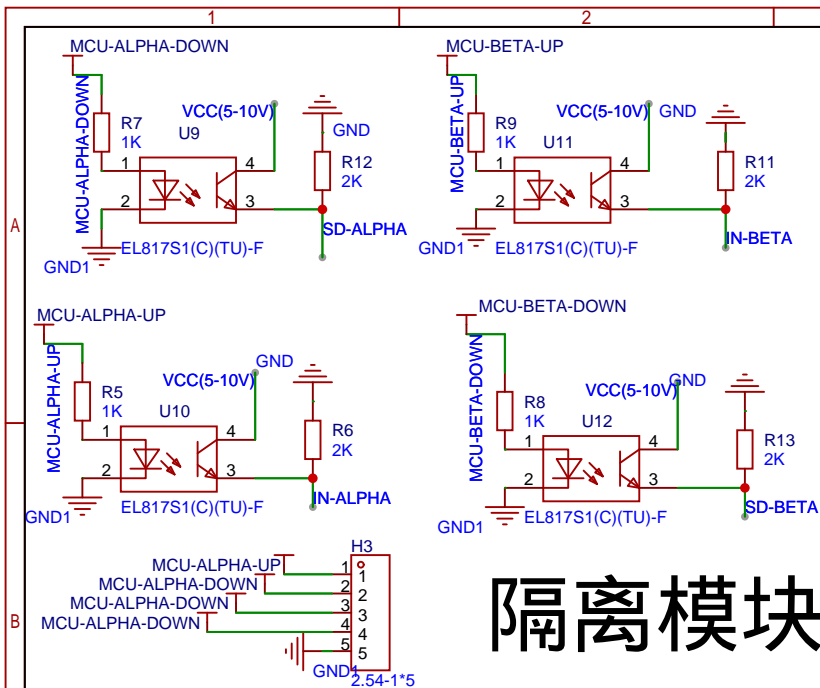 1
2
A
B
MCU-ALPHA-DOWN
MCU-ALPHA-DOWN
R7
1K
U9
VCC(5-10V)
GND
R12
2K
1
2
4
3
SD-ALPHA
EL817S1(C)(TU)-F
GND1
MCU-BETA-UP
MCU-BETA-UP
R9
1K
U11
VCC(5-10V)
GND
R11
2K
1
2
4
3
IN-BETA
EL817S1(C)(TU)-F
GND1
MCU-ALPHA-UP
MCU-ALPHA-UP
R5
1K
U10
VCC(5-10V)
GND
R6
2K
1
2
4
3
IN-ALPHA
EL817S1(C)(TU)-F
GND1
MCU-BETA-DOWN
MCU-BETA-DOWN
R8
1K
U12
VCC(5-10V)
GND
R13
2K
1
2
4
3
SD-BETA
EL817S1(C)(TU)-F
GND1
H3
MCU-ALPHA-UP 1 1
MCU-ALPHA-DOWN 2 2
MCU-ALPHA-DOWN 3 3
MCU-ALPHA-DOWN 4 4
5 5
GND1
2.54-1*5
隔离模块